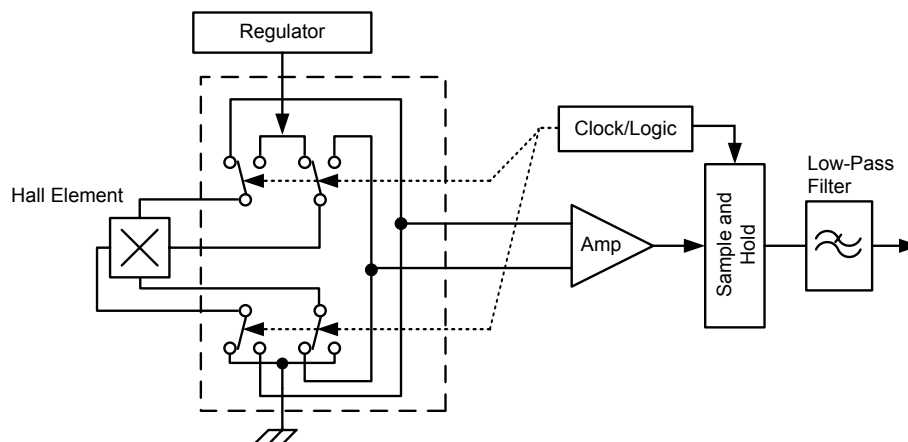 Regulator
Clock/Logic
Low-Pass
Filter
Hall Element
Amp
Sample and
Hold